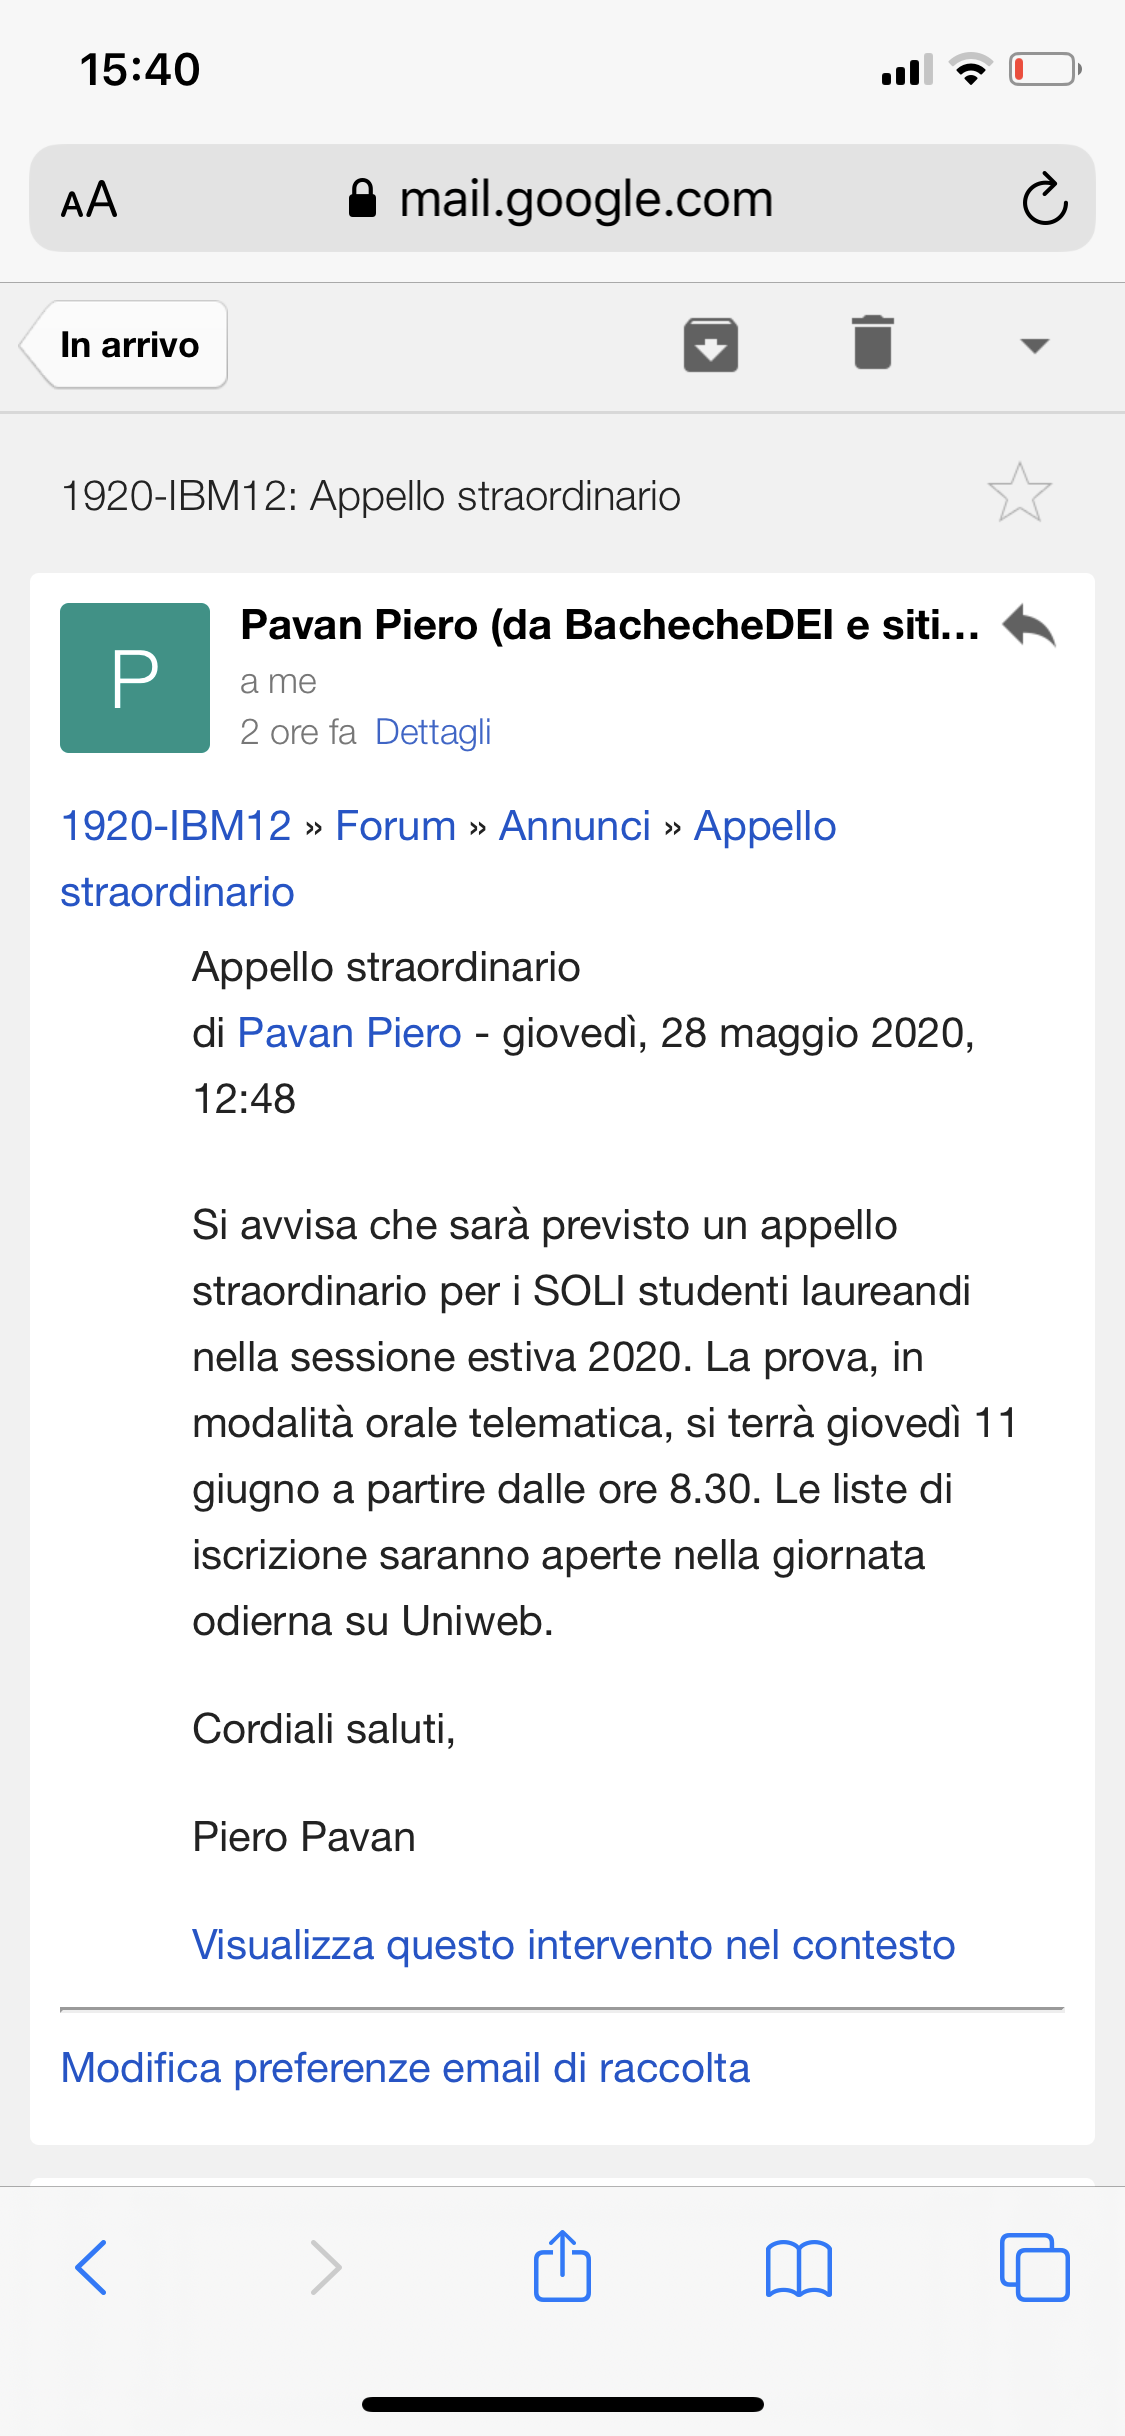 15:40
AA mail.google.com
In arrivo
1920-IBM12: Appello straordinario
P
Pavan Piero (da BachecheDEI e siti...
a me
2 ore fa Dettagli
1920-IBM12 » Forum » Annunci » Appello
straordinario
Appello straordinario
di Pavan Piero - giovedì, 28 maggio 2020,
12:48
Si avvisa che sarà previsto un appello
straordinario per i SOLI studenti laureandi
nella sessione estiva 2020. La prova, in
modalità orale telematica, si terrà giovedì 11
giugno a partire dalle ore 8.30. Le liste di
iscrizione saranno aperte nella giornata
odierna su Uniweb.
Cordiali saluti,
Piero Pavan
Visualizza questo intervento nel contesto
Modifica preferenze email di raccolta